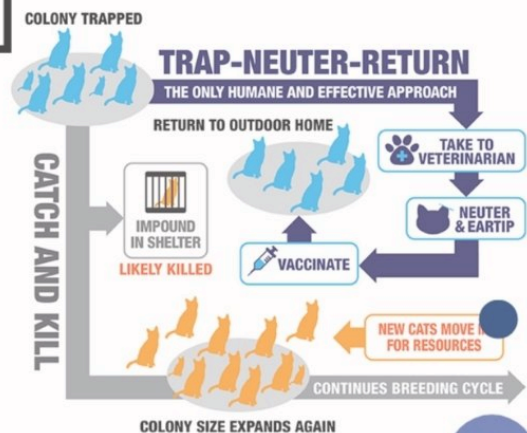 COLONY TRAPPED
TRAP-NEUTER-RETURN
THE ONLY HUMANE AND EFFECTIVE APPROACH
RETURN TO OUTDOOR HOME
TAKE TO
VETERINARIAN
NEUTER
& EARTIP
VACCINATE
CATCH AND KILL
IMPOUND
IN SHELTER
LIKELY KILLED
NEW CATS MOVE
FOR RESOURCES
CONTINUES BREEDING CYCLE
COLONY SIZE EXPANDS AGAIN